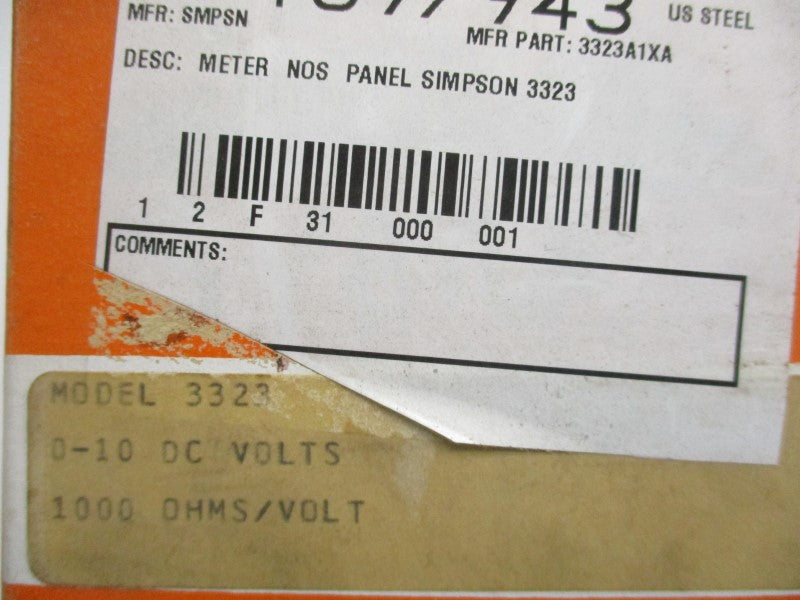 MFR: SMPSN
US STEEL
MFR PART: 3323A1XA
DESC: METER NOS PANEL SIMPSON 3323
1 2 F 31 000 001
COMMENTS:
MODEL 3323
0-10 DC VOLTS
1000 OHMS/VOLT